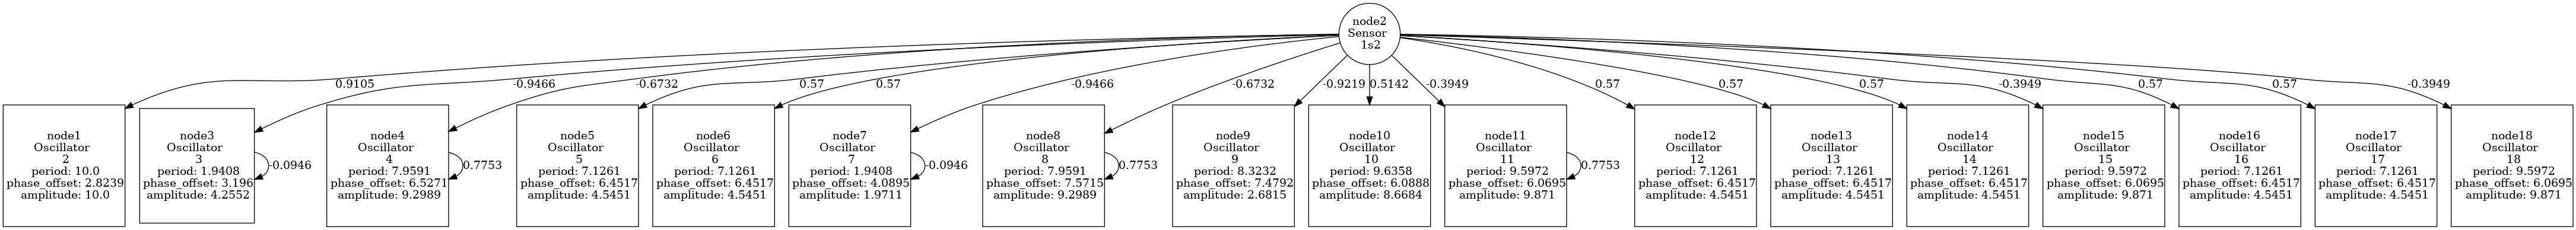 node2
Sensor
1s2
0.9105
-0.9466
-0.6732
0.57
0.57
-0.9466
-0.6732
-0.9219
0.5142
-0.3949
0.57
0.57
0.57
-0.3949
0.57
0.57
-0.3949
node1
Oscillator
2
period: 10.0
phase_offset: 2.8239
amplitude: 10.0
node3
Oscillator
3
period: 1.9408
phase_offset: 3.196
amplitude: 4.2552
-0.0946
node4
Oscillator
4
period: 7.9591
phase_offset: 6.5271
amplitude: 9.2989
0.7753
node5
Oscillator
5
period: 7.1261
phase_offset: 6.4517
amplitude: 4.5451
node6
Oscillator
6
period: 7.1261
phase_offset: 6.4517
amplitude: 4.5451
node7
Oscillator
7
period: 1.9408
phase_offset: 4.0895
amplitude: 1.9711
-0.0946
node8
Oscillator
8
period: 7.9591
phase_offset: 7.5715
amplitude: 9.2989
0.7753
node9
Oscillator
9
period: 8.3232
phase_offset: 7.4792
amplitude: 2.6815
node10
Oscillator
10
period: 9.6358
phase_offset: 6.0888
amplitude: 8.6684
node11
Oscillator
11
period: 9.5972
phase_offset: 6.0695
amplitude: 9.871
0.7753
node12
Oscillator
12
period: 7.1261
phase_offset: 6.4517
amplitude: 4.5451
node13
Oscillator
13
period: 7.1261
phase_offset: 6.4517
amplitude: 4.5451
node14
Oscillator
14
period: 7.1261
phase_offset: 6.4517
amplitude: 4.5451
node15
Oscillator
15
period: 9.5972
phase_offset: 6.0695
amplitude: 9.871
node16
Oscillator
16
period: 7.1261
phase_offset: 6.4517
amplitude: 4.5451
node17
Oscillator
17
period: 7.1261
phase_offset: 6.4517
amplitude: 4.5451
node18
Oscillator
18
period: 9.5972
phase_offset: 6.0695
amplitude: 9.871